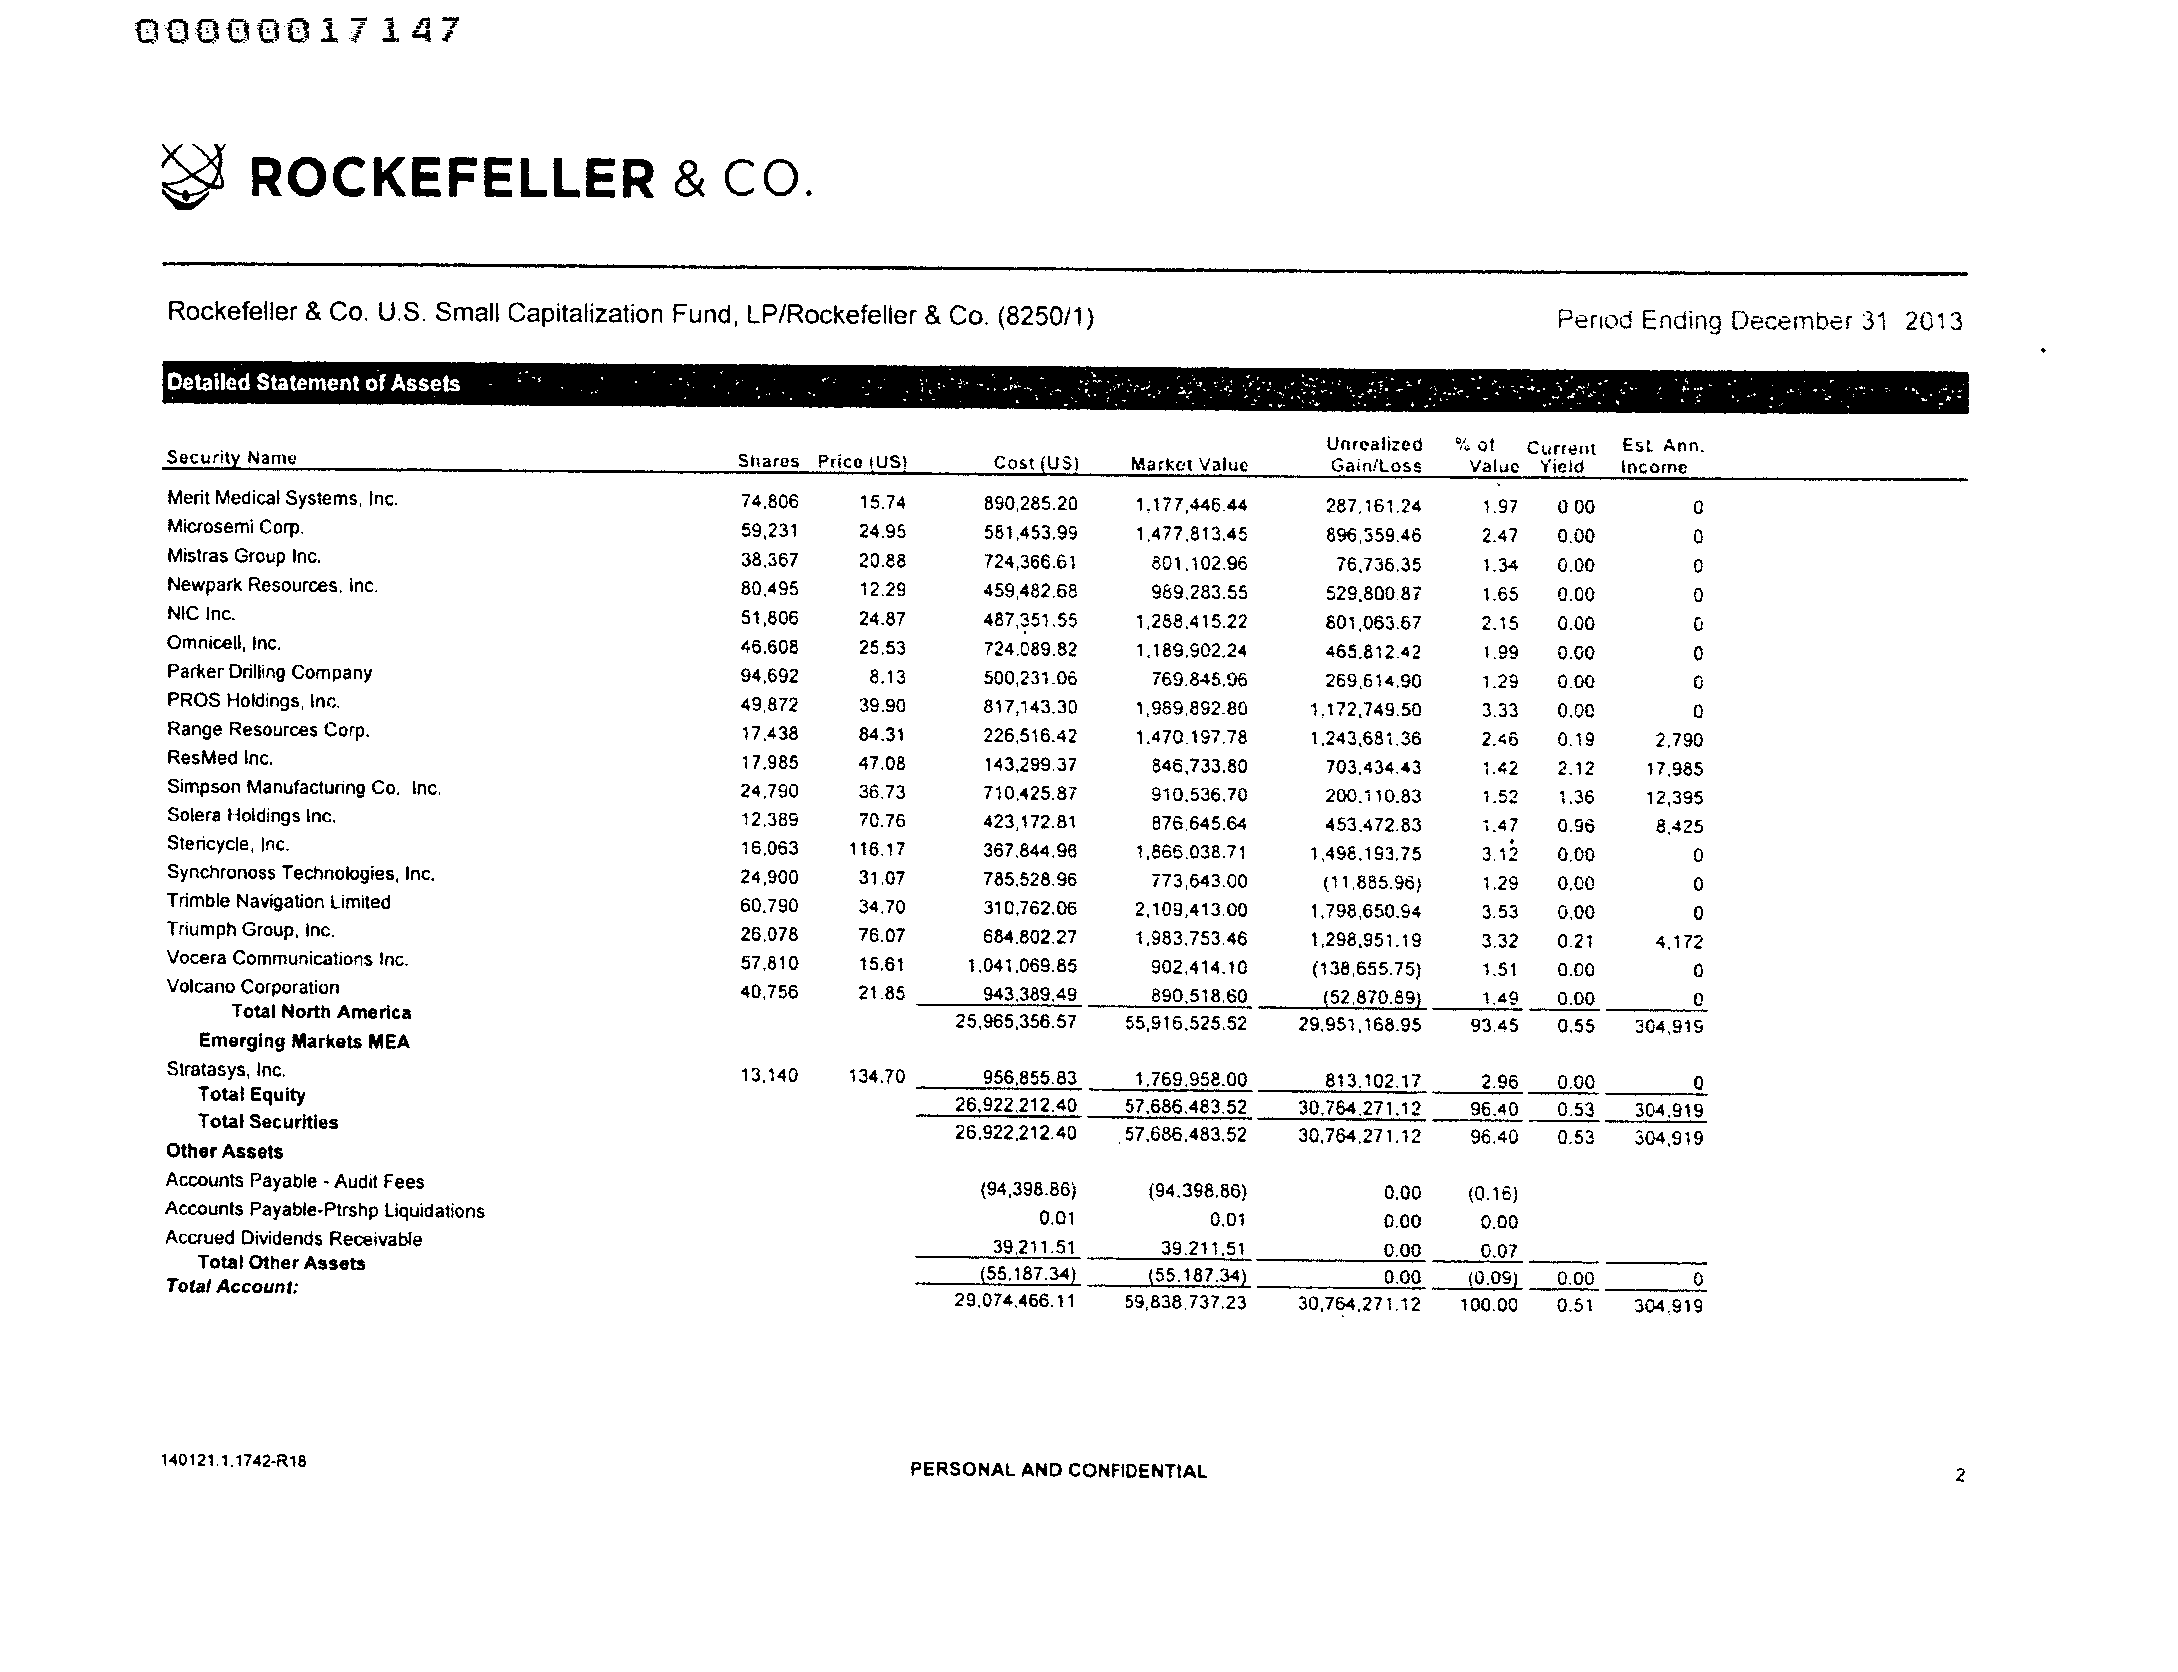 00000017147
ROCKEFELLER & CO.
Rockefeller & Co. U.S. Small Capitalization Fund, LP/Rockefeller & Co. (8250/1) Period Ending December 31 2013
Detailed Statement of Assets
Security Name Shares Price (US) Cost (US) Market Value Unrealized Gain/Loss % of Value Current Yield Est. Ann. Income
Merit Medical Systems, Inc. 74,806 15.74 890,285.20 1,177,446.44 287,161.24 1.97 0 00 0
Microsemi Corp. 59,231 24.95 581,453.99 1,477,813.45 896,359.46 2.47 0.00 0
Mistras Group Inc. 38,367 20.88 724,366.61 801,102.96 76,736.35 1.34 0.00 0
Newpark Resources, Inc. 80,495 12.29 459,482.68 989,283.55 529,800.87 1.65 0.00 0
NIC Inc. 51,806 24.87 487,351.55 1,288,415.22 801,063.67 2.15 0.00 0
Omnicell, Inc. 46,608 25.53 724,089.82 1,189,902.24 465,812.42 1.99 0.00 0
Parker Drilling Company 94,692 8.13 500,231.06 769,845.96 269,614.90 1.29 0.00 0
PROS Holdings, Inc. 49,872 39.90 817,143.30 1,989,892.80 1,172,749.50 3.33 0.00 0
Range Resources Corp. 17,438 84.31 226,516.42 1,470,197.78 1,243,681.36 2.46 0.19 2,790
ResMed Inc. 17,985 47.08 143,299.37 846,733.80 703,434.43 1.42 2.12 17,985
Simpson Manufacturing Co. Inc. 24,790 36.73 710,425.87 910,536.70 200,110.83 1.52 1.36 12,395
Solera Holdings Inc. 12,389 70.76 423,172.81 876,645.64 453,472.83 1.47 0.96 8,425
Stericycle, Inc. 16,063 116.17 367,844.96 1,866,038.71 1,498,193.75 3.12 0.00 0
Synchronoss Technologies, Inc. 24,900 31.07 785,528.96 773,643.00 (11,885.96) 1.29 0.00 0
Trimble Navigation Limited 60,790 34.70 310,762.06 2,109,413.00 1,798,650.94 3.53 0.00 0
Triumph Group, Inc. 26,078 76.07 684,802.27 1,983,753.46 1,298,951.19 3.32 0.21 4,172
Vocera Communications Inc. 57,810 15.61 1,041,069.85 902,414.10 (138,655.75) 1.51 0.00 0
Volcano Corporation 40,756 21.85 943,389.49 890,518.60 (52,870.89) 1.49 0.00 0
Total North America 25,965,356.57 55,916,525.52 29,951,168.95 93.45 0.55 304,919
Emerging Markets MEA
Stratasys, Inc. 13,140 134.70 956,855.83 1,769,958.00 813,102.17 2.96 0.00 0
Total Equity 26,922,212.40 57,686,483.52 30,764,271.12 96.40 0.53 304,919
Total Securities 26,922,212.40 57,686,483.52 30,764,271.12 96.40 0.53 304,919
Other Assets
Accounts Payable - Audit Fees (94,398.86) (94,398.86) 0.00 (0.16)
Accounts Payable-Ptrshp Liquidations 0.01 0.01 0.00 0.00
Accrued Dividends Receivable 39,211.51 39,211.51 0.00 0.07
Total Other Assets (55,187.34) (55,187.34) 0.00 (0.09) 0.00 0
Total Account: 29,074,466.11 59,838,737.23 30,764,271.12 100.00 0.51 304,919
140121.1.1742-R18 PERSONAL AND CONFIDENTIAL 2